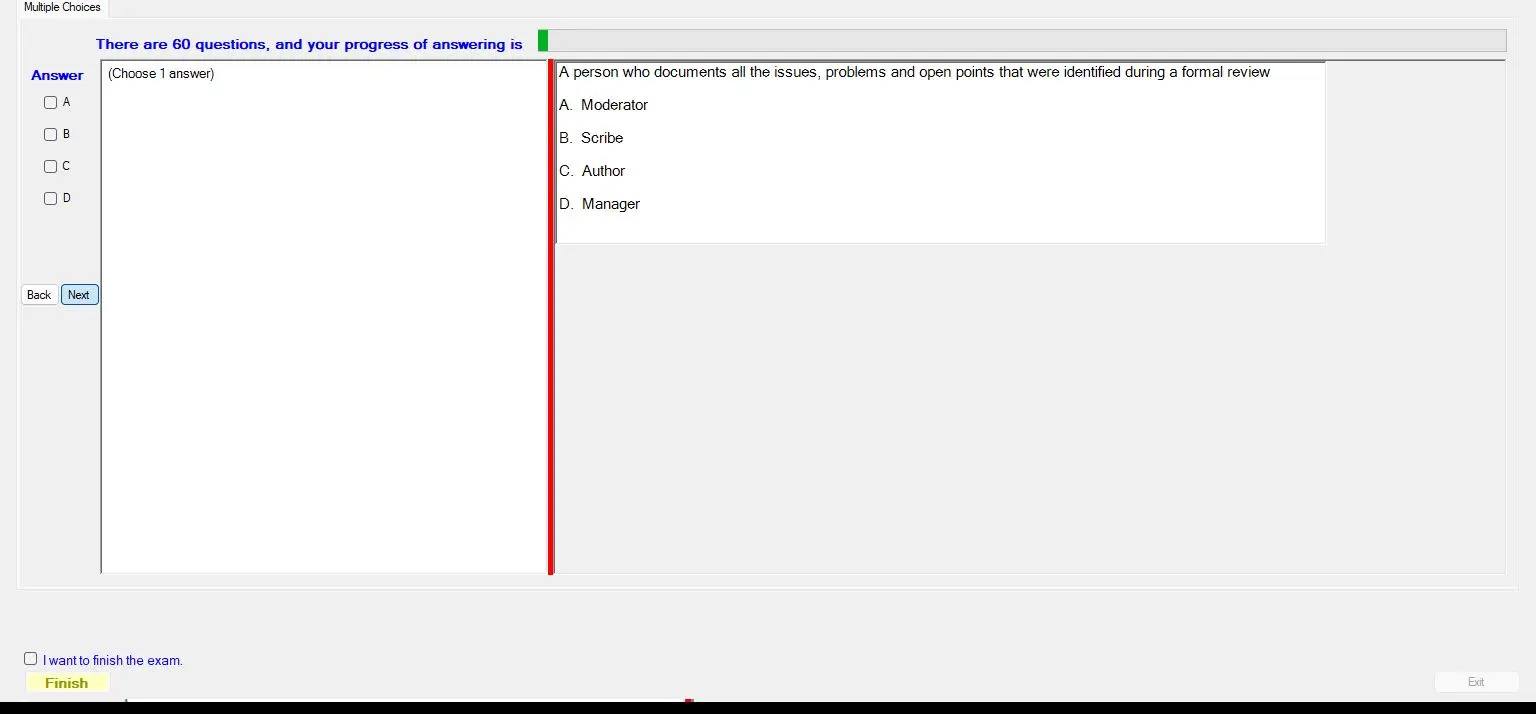 Multiple Choices
There are 60 questions, and your progress of answering is
Answer
A
B
C
D
Back Next
(Choose 1 answer)
A person who documents all the issues, problems and open points that were identified during a formal review
A. Moderator
B. Scribe
C. Author
D. Manager
I want to finish the exam.
Finish
Exit